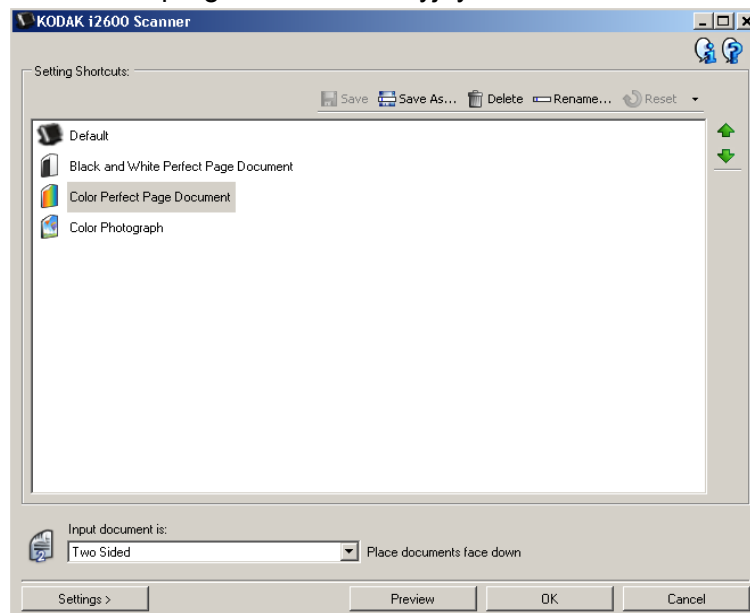 KODAK i2600 Scanner
Setting Shortcuts:
Save Save As... Delete Rename... Reset
Default
Black and White Perfect Page Document
Color Perfect Page Document
Color Photograph
Input document is:
Two Sided Place documents face down
Settings > Preview OK Cancel